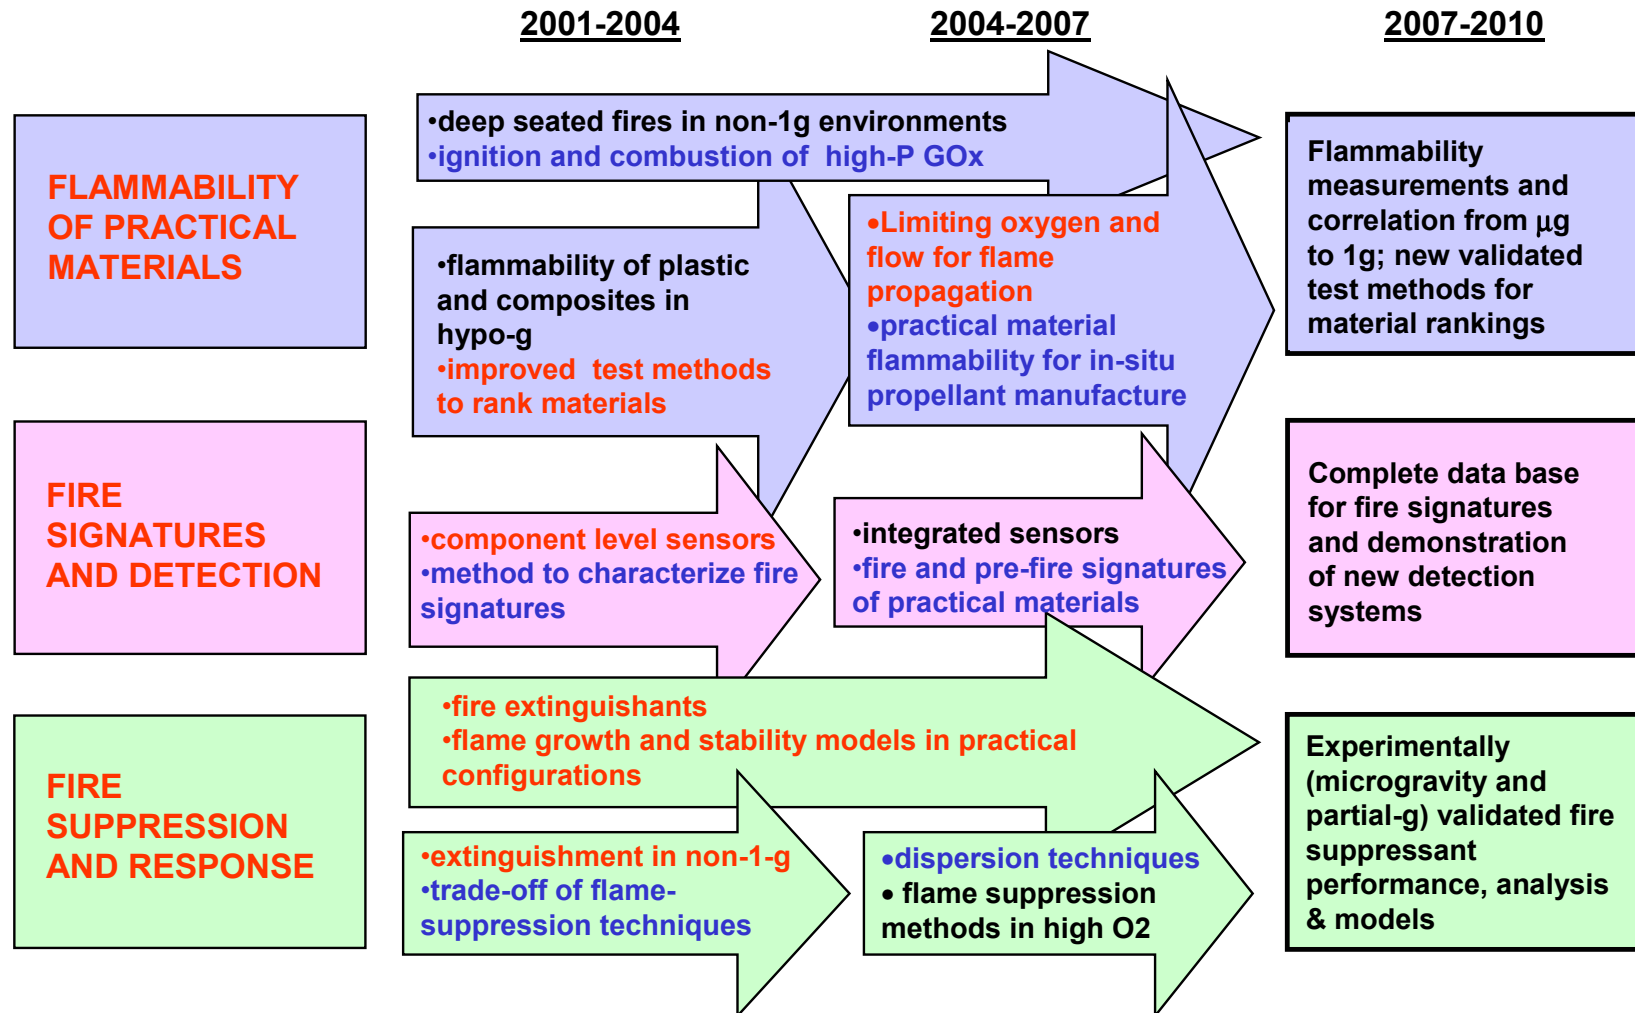 2001-2004
2004-2007
2007-2010
FLAMMABILITY
OF PRACTICAL
MATERIALS
•deep seated fires in non-1g environments
•ignition and combustion of high-P GOx
•flammability of plastic
and composites in
hypo-g
•improved test methods
to rank materials
•Limiting oxygen and
flow for flame
propagation
•practical material
flammability for in-situ
propellant manufacture
Flammability
measurements and
correlation from μg
to 1g; new validated
test methods for
material rankings
FIRE
SIGNATURES
AND DETECTION
•component level sensors
•method to characterize fire
signatures
•integrated sensors
•fire and pre-fire signatures
of practical materials
Complete data base
for fire signatures
and demonstration
of new detection
systems
FIRE
SUPPRESSION
AND RESPONSE
•fire extinguishants
•flame growth and stability models in practical
configurations
•extinguishment in non-1-g
•trade-off of flame-
suppression techniques
•dispersion techniques
• flame suppression
methods in high O2
Experimentally
(microgravity and
partial-g) validated fire
suppressant
performance, analysis
& models